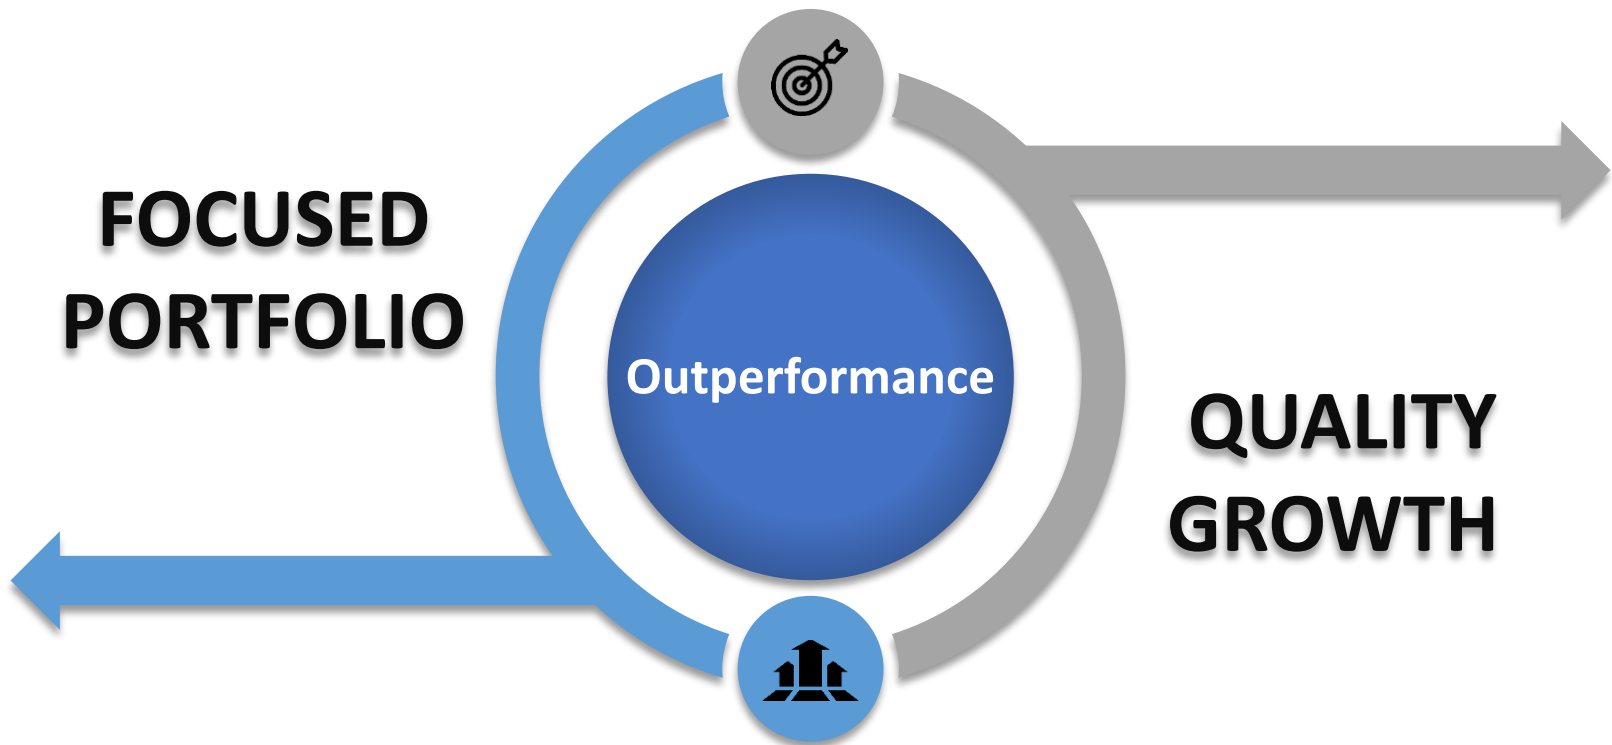 FOCUSED
PORTFOLIO
Outperformance
QUALITY
GROWTH